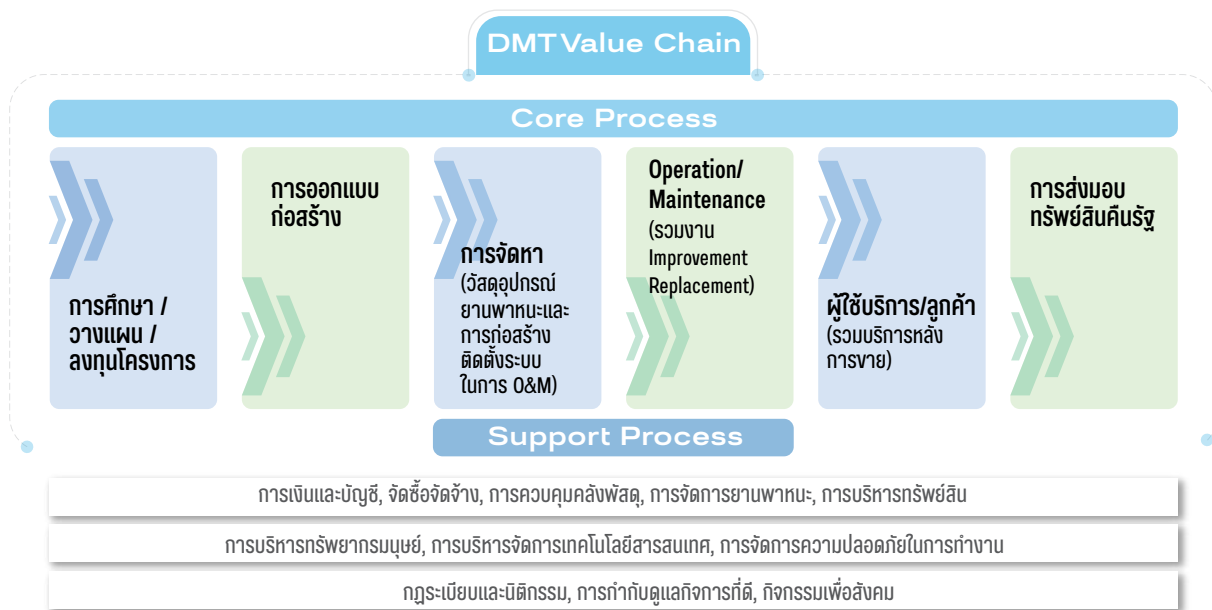 DMT Value Chain
Core Process
การศึกษา /
วางแผน /
ลงทุนโครงการ
การออกแบบ
ก่อสร้าง
การจัดหา
(วัสดุอุปกรณ์
ยานพาหนะและ
การก่อสร้าง
ติดตั้งระบบ
ในการ O&M)
Operation/
Maintenance
(รวมงาน
Improvement
Replacement)
ผู้ใช้บริการ/ลูกค้า
(รวมบริการหลัง
การขาย)
การส่งมอบ
ทรัพย์สินคืนรัฐ
Support Process
การเงินและบัญชี, จัดซื้อจัดจ้าง, การควบคุมคลังพัสดุ, การจัดการยานพาหนะ, การบริหารทรัพย์สิน
การบริหารทรัพยากรมนุษย์, การบริหารจัดการเทคโนโลยีสารสนเทศ, การจัดการความปลอดภัยในการทำงาน
กฎระเบียบและนิติกรรม, การกำกับดูแลกิจการที่ดี, กิจกรรมเพื่อสังคม